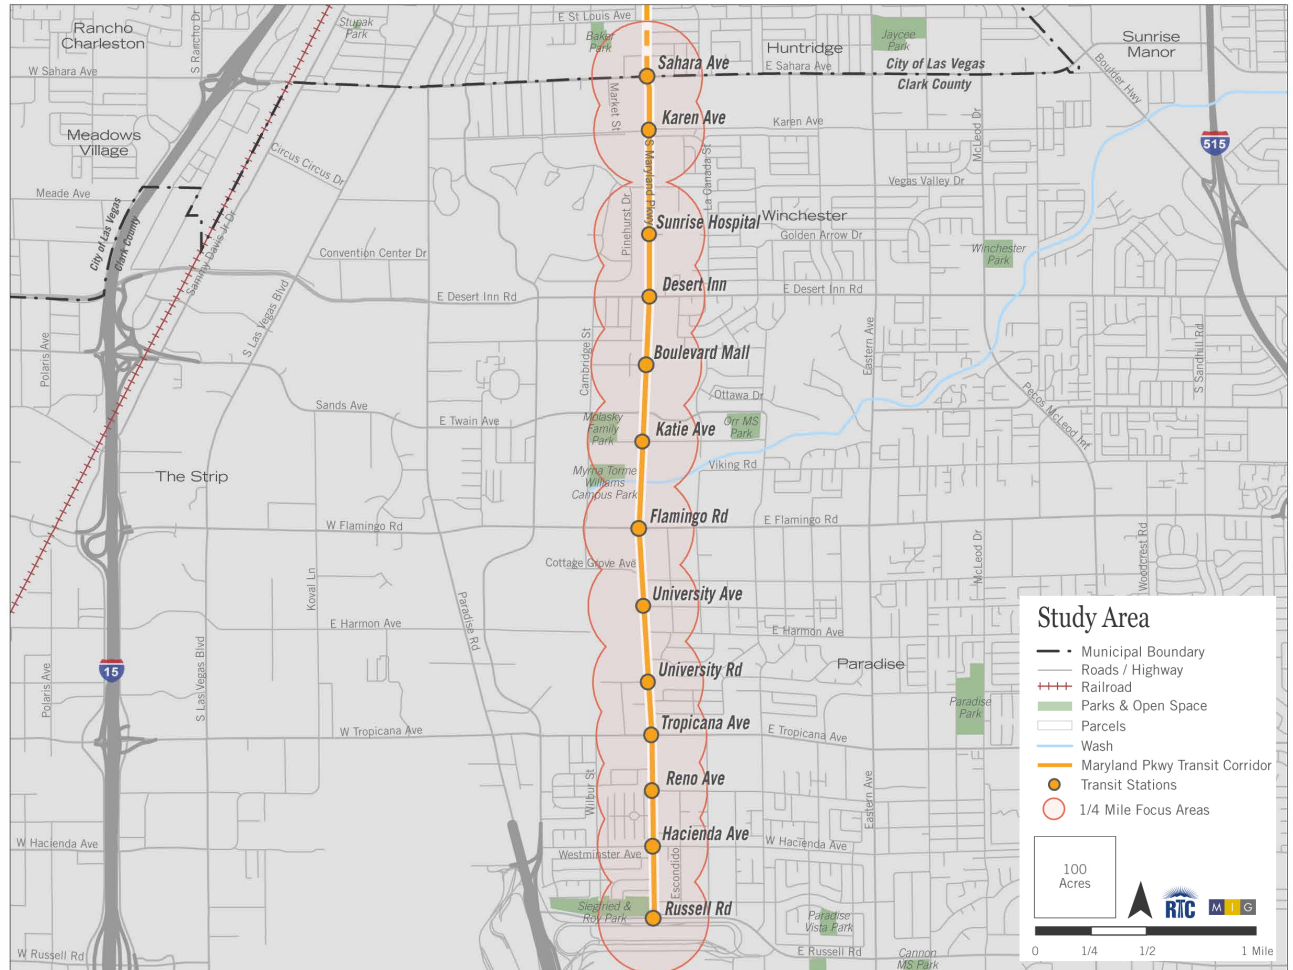 E St Louis Ave
Rancho
Charleston
S Rancho Dr
Stupak
Park
Baker
Park
Jaycee
Park
Huntridge
Sunrise
Manor
W Sahara Ave
Sahara Ave
E Sahara Ave
City of Las Vegas
Clark County
Boulder Hwy
Market St
Karen Ave
Karen Ave
McLeod Dr
515
Meadows
Village
Circus Circus Dr
S Maryland Pkwy
La Canada St
Vegas Valley Dr
Meade Ave
City of Las Vegas
Clark County
Sammy Davis Jr Dr
Pinehurst Dr
Sunrise Hospital
Winchester
Golden Arrow Dr
Winchester
Park
Convention Center Dr
Desert Inn
E Desert Inn Rd
E Desert Inn Rd
S Las Vegas Blvd
Polaris Ave
Cambridge St
Boulevard Mall
Eastern Ave
S Sandhill Rd
Ottawa Dr
Pecos McLeod Int
Sands Ave
E Twain Ave
Molasky
Family
Park
Katie Ave
Orr MS
Park
The Strip
Myrna Torme
Williams
Campus Park
Viking Rd
W Flamingo Rd
Flamingo Rd
E Flamingo Rd
Cottage Grove Ave
McLeod Dr
Woodcrest Rd
Koval Ln
Paradise Rd
University Ave
E Harmon Ave
E Harmon Ave
Polaris Ave
15
S Las Vegas Blvd
University Rd
Paradise
Paradise
Park
W Tropicana Ave
Tropicana Ave
E Tropicana Ave
Wilbur St
Reno Ave
Eastern Ave
W Hacienda Ave
Hacienda Ave
W Hacienda Ave
Westminster Ave
Escondido
Siegfried &
Roy Park
Russell Rd
Paradise
Vista Park
W Russell Rd
E Russell Rd
Cannon
MS Park
Study Area
Municipal Boundary
Roads / Highway
Railroad
Parks & Open Space
Parcels
Wash
Maryland Pkwy Transit Corridor
Transit Stations
1/4 Mile Focus Areas
100
Acres
RTC
M I G
0 1/4 1/2 1 Mile